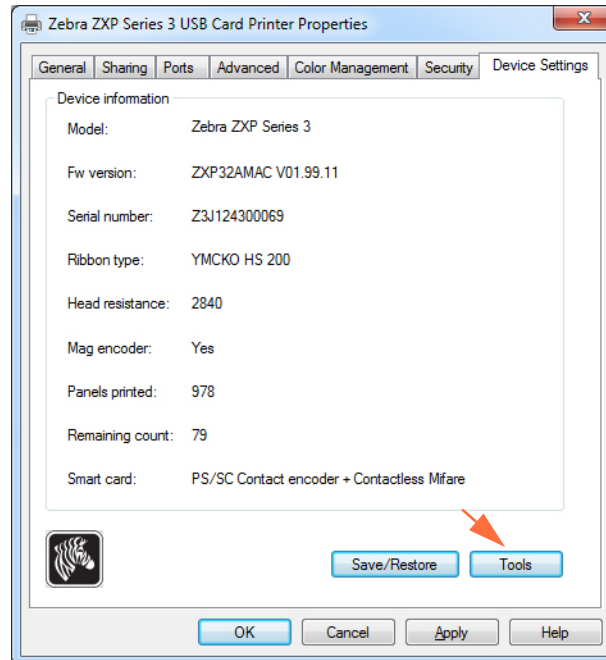 Zebra ZXP Series 3 USB Card Printer Properties
General Sharing Ports Advanced Color Management Security Device Settings
Device information
Model: Zebra ZXP Series 3
Fw version: ZXP32AMAC V01.99.11
Serial number: Z3J124300069
Ribbon type: YMCKO HS 200
Head resistance: 2840
Mag encoder: Yes
Panels printed: 978
Remaining count: 79
Smart card: PS/SC Contact encoder + Contactless Mifare
Save/Restore Tools
OK Cancel Apply Help